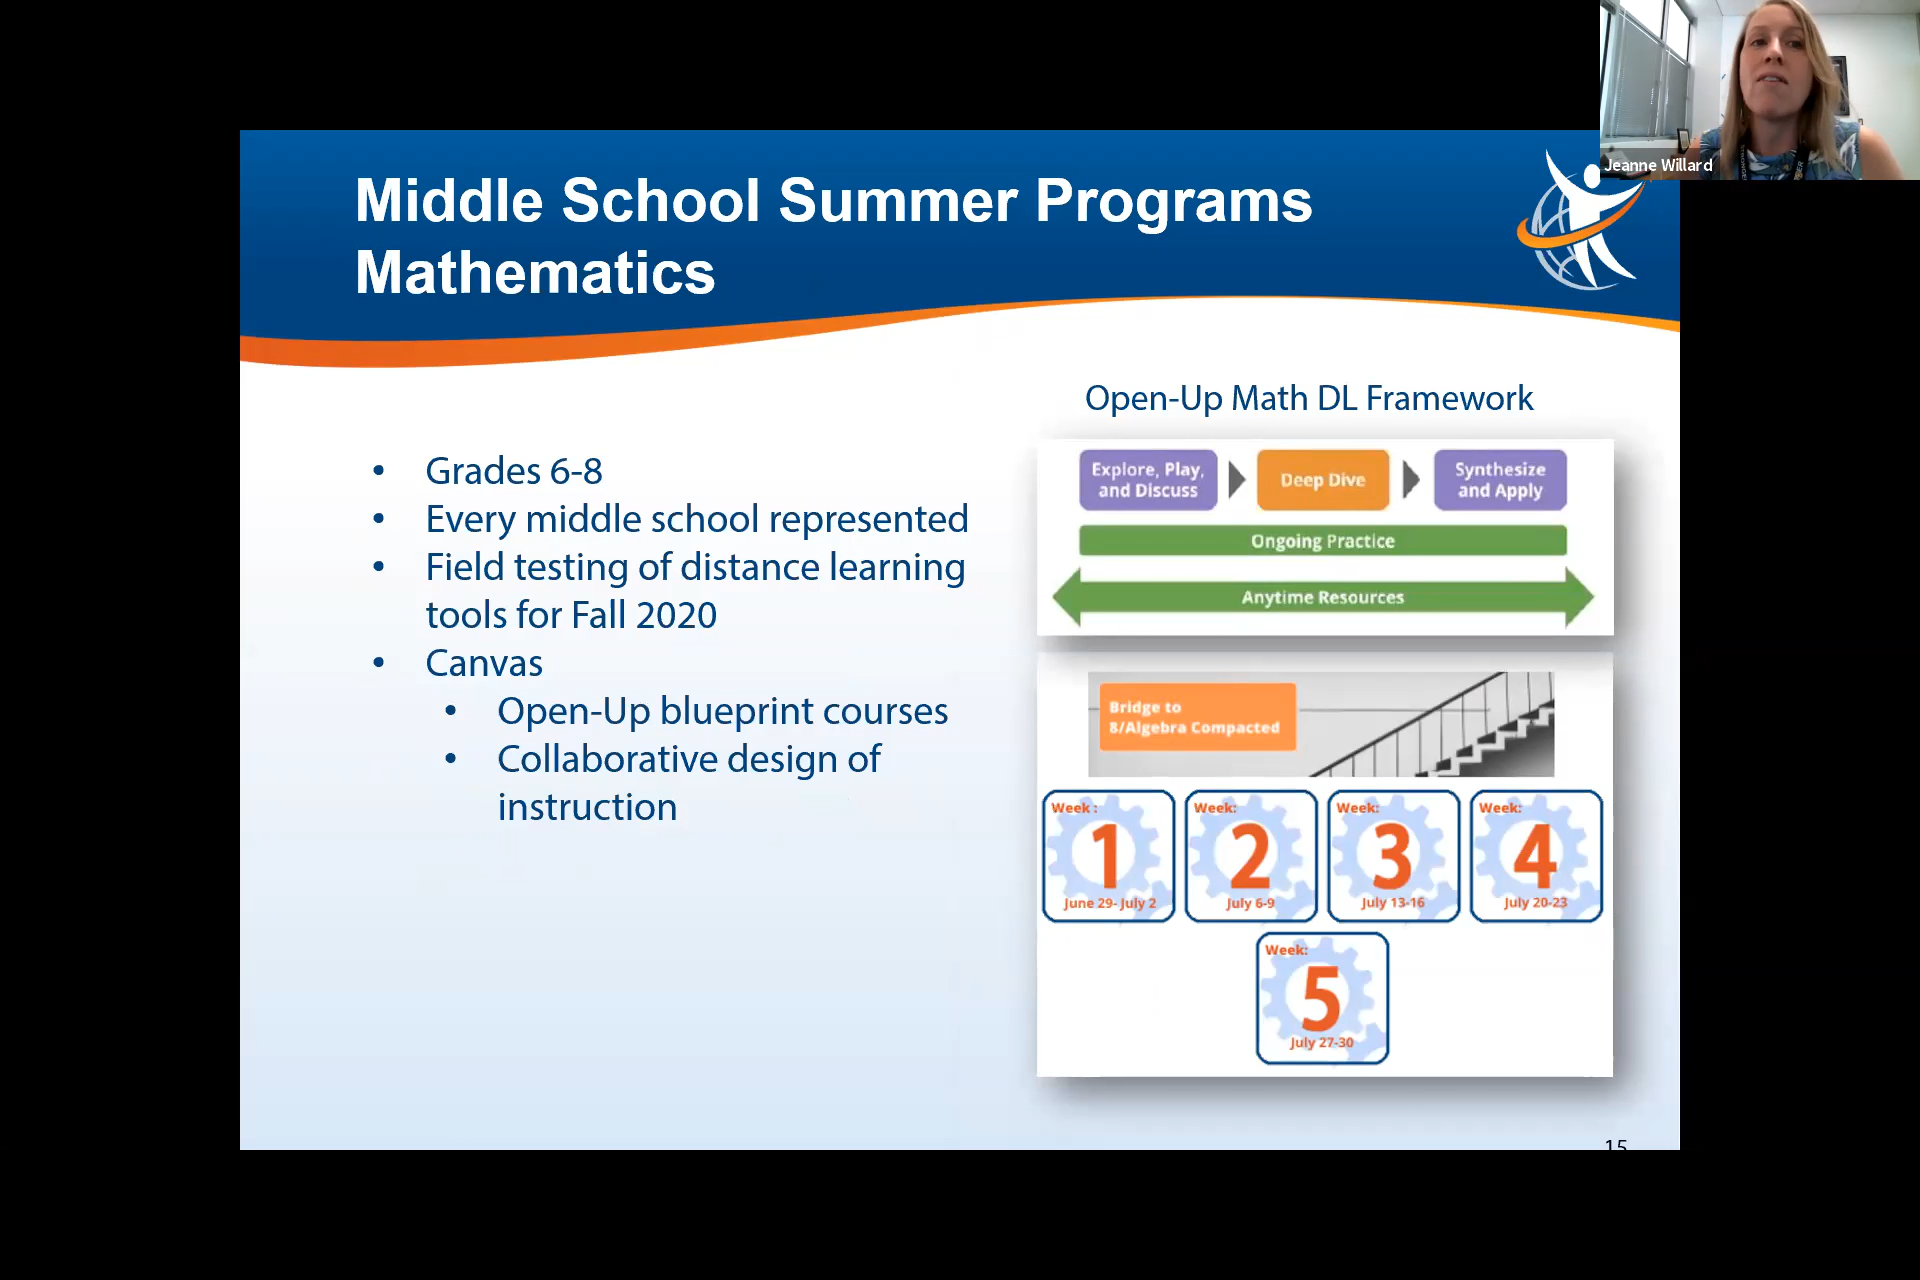 Jeanne Willard
Middle School Summer Programs
Mathematics
Open-Up Math DL Framework
• Grades 6-8
• Every middle school represented
• Field testing of distance learning
tools for Fall 2020
• Canvas
• Open-Up blueprint courses
• Collaborative design of
instruction
Explore, Play,
and Discuss
Deep Dive
Synthesize
and Apply
Ongoing Practice
Anytime Resources
Bridge to
8/Algebra Compacted
Week :
1
June 29- July 2
Week:
2
July 6-9
Week:
3
July 13-16
Week:
4
July 20-23
Week:
5
July 27-30
15